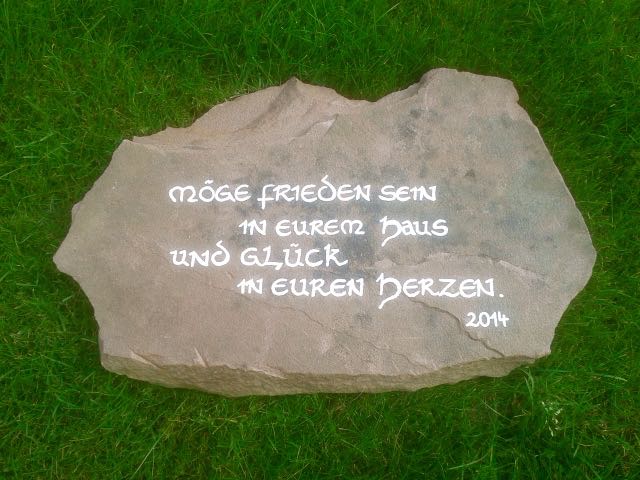 Möge Frieden sein
in eurem Haus
und Glück
in euren Herzen.
2014